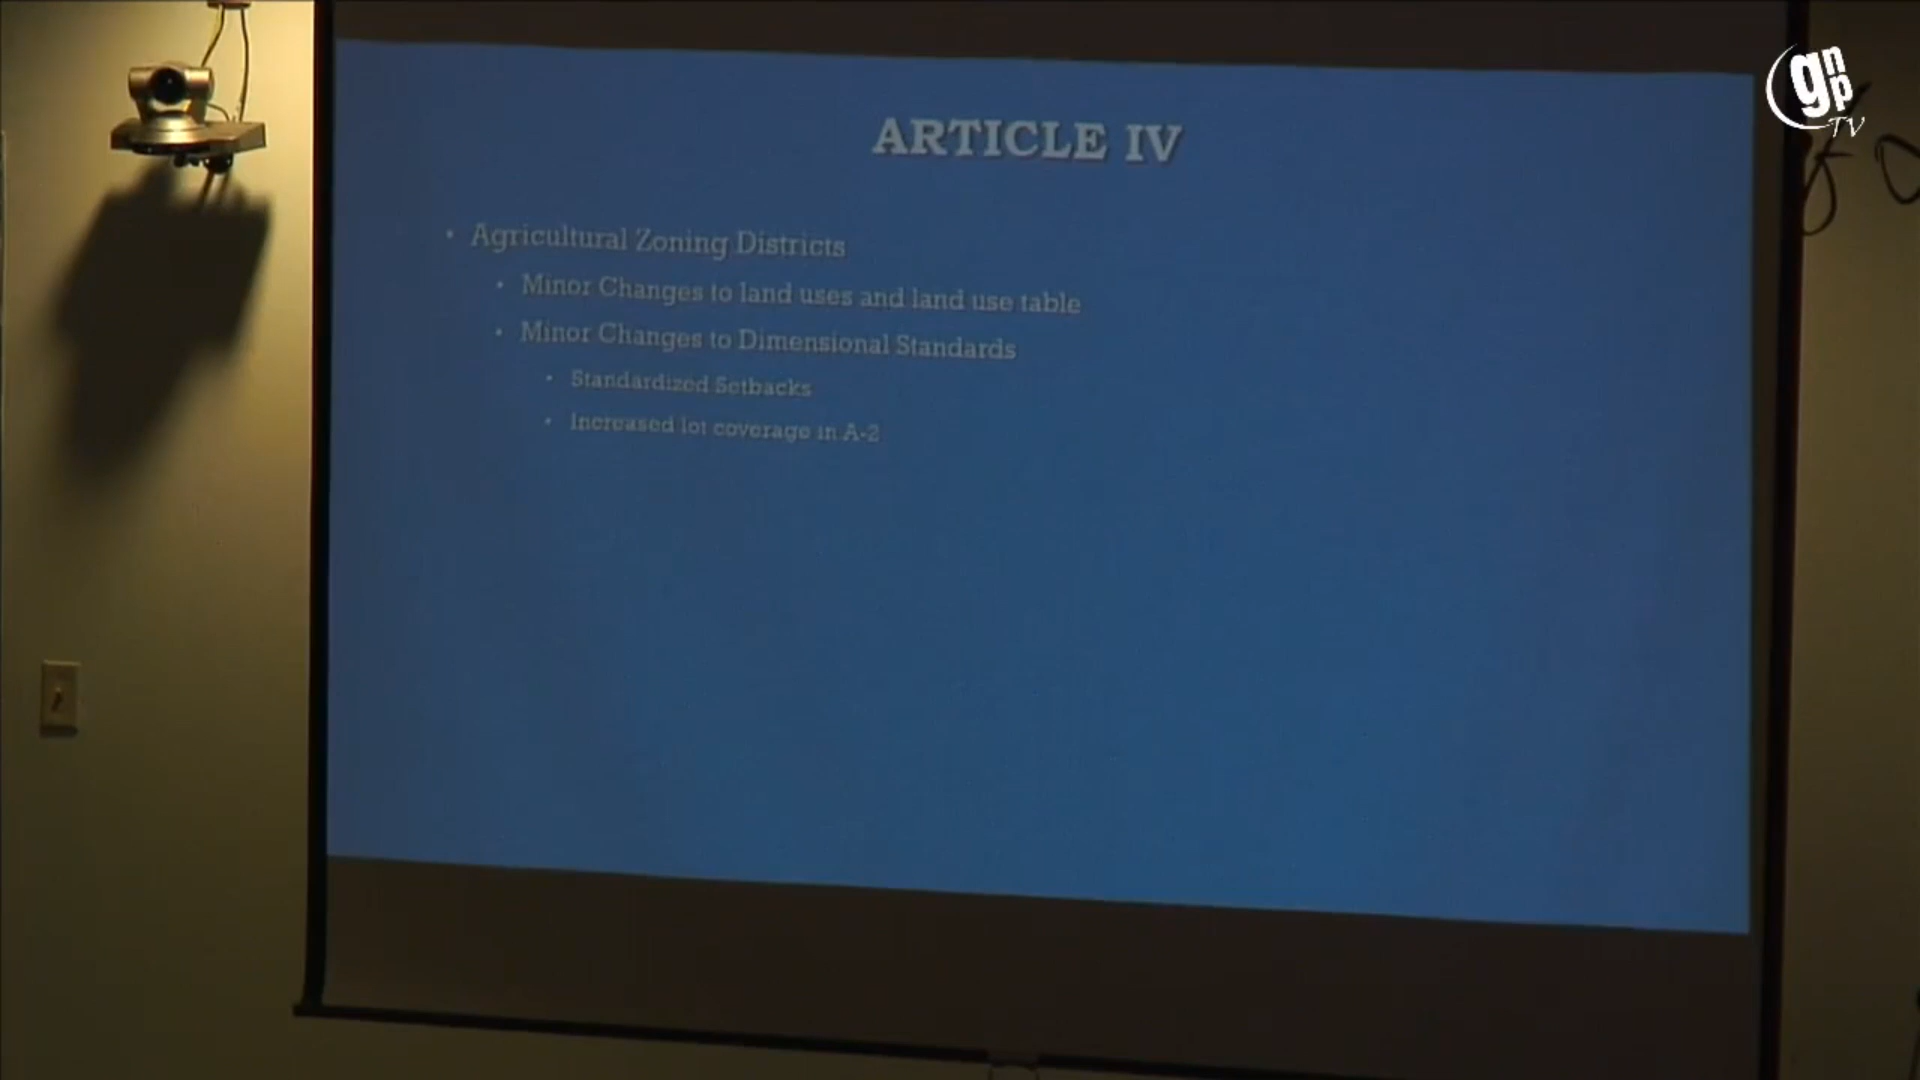 ARTICLE IV
• Agricultural Zoning Districts
• Minor Changes to land uses and land use table
• Minor Changes to Dimensional Standards
• Standardized Setbacks
• Increased lot coverage in A-2
gnp
TV